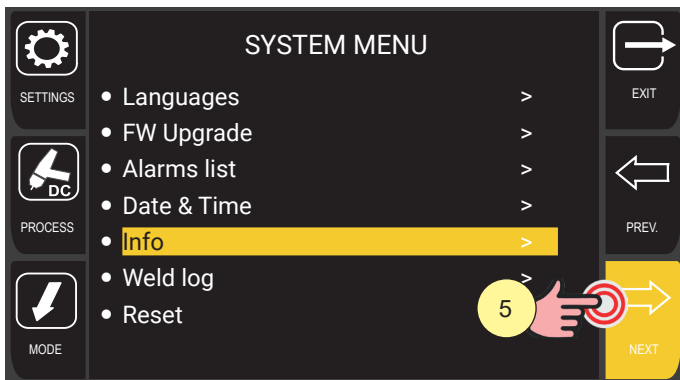 SYSTEM MENU
SETTINGS
EXIT
• Languages >
• FW Upgrade >
• Alarms list >
DC
• Date & Time >
PROCESS
PREV.
• Info >
• Weld log >
• Reset
5
MODE
NEXT